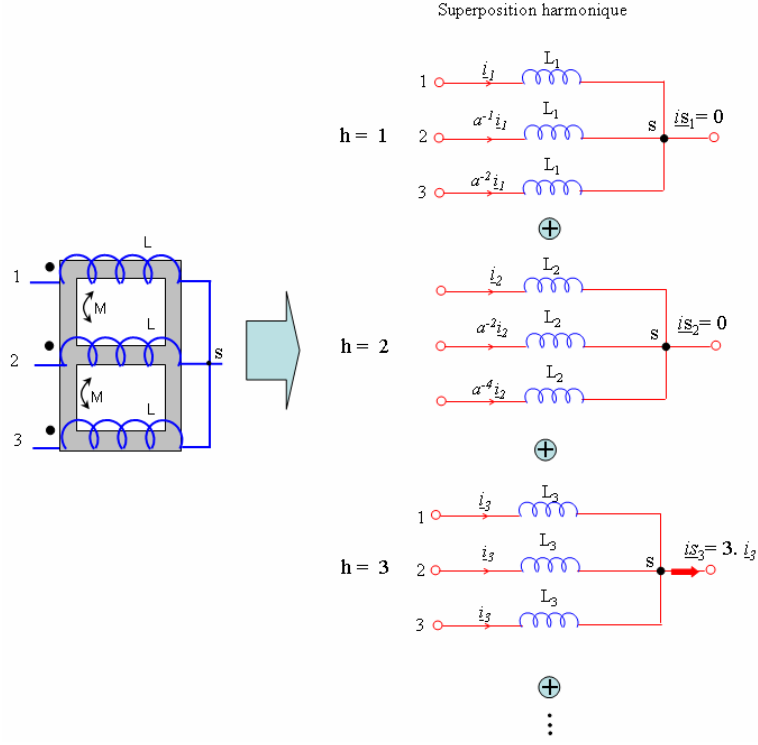 Superposition harmonique
L
1
M
L
2
S
M
L
3
h = 1
1 i₁ L₁
2 a⁻¹i₁ L₁ s is₁= 0
3 a⁻²i₁ L₁
+
h = 2
i₂ L₂
a⁻²i₂ L₂ s is₂= 0
a⁻⁴i₂ L₂
+
h = 3
1 i₃ L₃
2 i₃ L₃ s is₃= 3. i₃
3 i₃ L₃
+
⋮